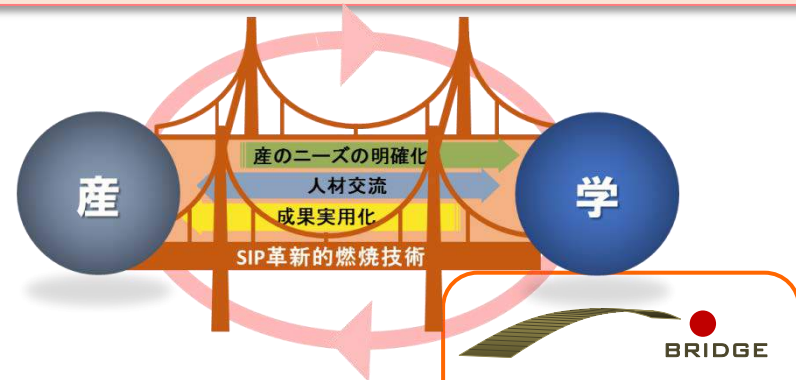 産
産のニーズの明確化
人材交流
成果実用化
学
SIP革新的燃焼技術
BRIDGE